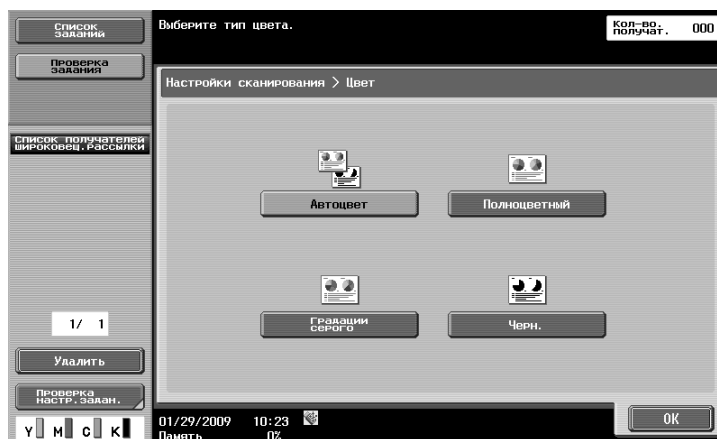 Список
заданий
Выберите тип цвета.
Кол-во.
получат.
000
Проверка
задания
Настройки сканирования > Цвет
Список получателей
широковещ.рассылки
Автоцвет
Полноцветный
Градации
серого
Черн.
1/ 1
Удалить
Проверка
настр.задан.
Y M C K
01/29/2009 10:23
Память 0%
OK